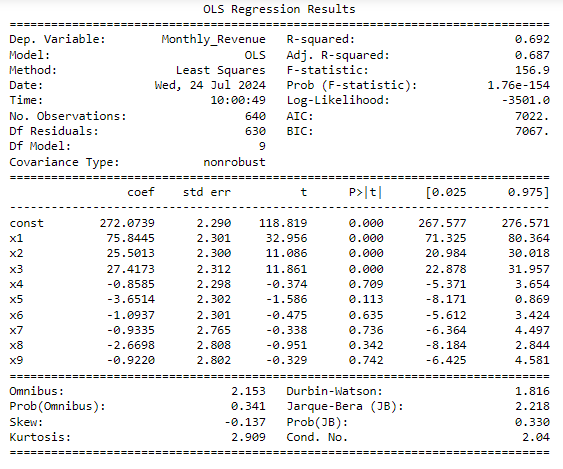 OLS Regression Results
==============================================================================
Dep. Variable: Monthly_Revenue R-squared: 0.692
Model: OLS Adj. R-squared: 0.687
Method: Least Squares F-statistic: 156.9
Date: Wed, 24 Jul 2024 Prob (F-statistic): 1.76e-154
Time: 10:00:49 Log-Likelihood: -3501.0
No. Observations: 640 AIC: 7022.
Df Residuals: 630 BIC: 7067.
Df Model: 9
Covariance Type: nonrobust
==============================================================================
coef std err t P>|t| [0.025 0.975]
------------------------------------------------------------------------------
const 272.0739 2.290 118.819 0.000 267.577 276.571
x1 75.8445 2.301 32.956 0.000 71.325 80.364
x2 25.5013 2.300 11.086 0.000 20.984 30.018
x3 27.4173 2.312 11.861 0.000 22.878 31.957
x4 -0.8585 2.298 -0.374 0.709 -5.371 3.654
x5 -3.6514 2.302 -1.586 0.113 -8.171 0.869
x6 -1.0937 2.301 -0.475 0.635 -5.612 3.424
x7 -0.9335 2.765 -0.338 0.736 -6.364 4.497
x8 -2.6698 2.808 -0.951 0.342 -8.184 2.844
x9 -0.9220 2.802 -0.329 0.742 -6.425 4.581
==============================================================================
Omnibus: 2.153 Durbin-Watson: 1.816
Prob(Omnibus): 0.341 Jarque-Bera (JB): 2.218
Skew: -0.137 Prob(JB): 0.330
Kurtosis: 2.909 Cond. No. 2.04
==============================================================================